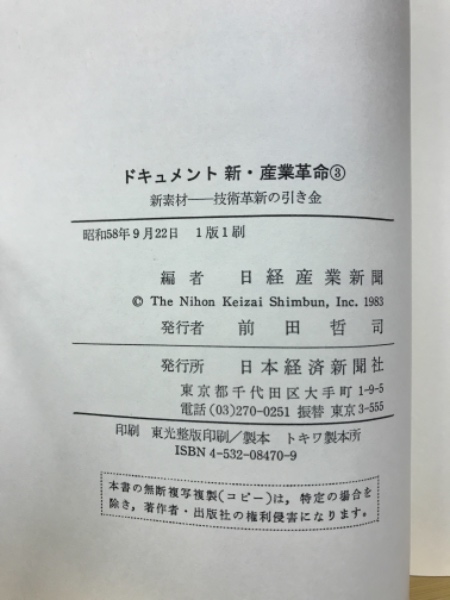 ドキュメント 新・産業革命③
新素材――技術革新の引き金
昭和58年9月22日 1版1刷
編者 日経産業新聞
© The Nihon Keizai Shimbun, Inc. 1983
発行者 前田哲司
発行所 日本経済新聞社
東京都千代田区大手町1-9-5
電話(03)270-0251 振替 東京3-555
印刷 東光整版印刷/製本 トキワ製本所
ISBN4-532-08470-9
本書の無断複写複製(コピー)は、特定の場合を
除き、著作者・出版社の権利侵害になります。